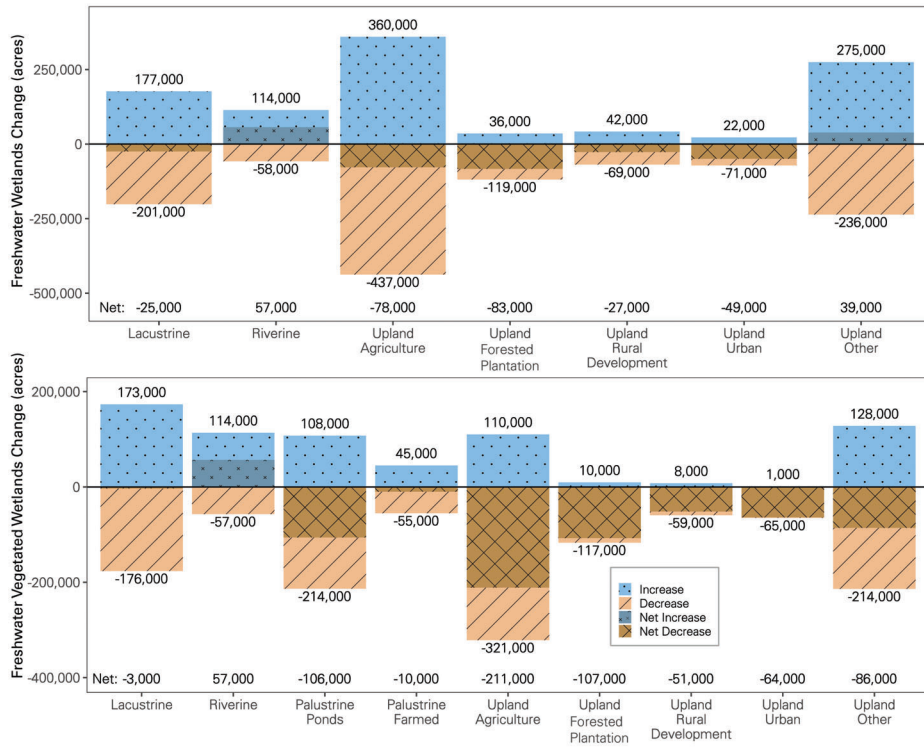 Freshwater Wetlands Change (acres)
250,000
0
-250,000
-500,000
177,000
114,000
360,000
36,000
42,000
22,000
275,000
-201,000
-58,000
-437,000
-119,000
-69,000
-71,000
-236,000
Net: -25,000 57,000 -78,000 -83,000 -27,000 -49,000 39,000
Lacustrine
Riverine
Upland
Agriculture
Upland
Forested
Plantation
Upland
Rural
Development
Upland
Urban
Upland
Other
Freshwater Vegetated Wetlands Change (acres)
200,000
0
-200,000
-400,000
173,000
114,000
108,000
45,000
110,000
10,000
8,000
1,000
128,000
-176,000
-57,000
-214,000
-55,000
-321,000
-117,000
-59,000
-65,000
-214,000
Increase
Decrease
Net Increase
Net Decrease
Net: -3,000 57,000 -106,000 -10,000 -211,000 -107,000 -51,000 -64,000 -86,000
Lacustrine
Riverine
Palustrine
Ponds
Palustrine
Farmed
Upland
Agriculture
Upland
Forested
Plantation
Upland
Rural
Development
Upland
Urban
Upland
Other